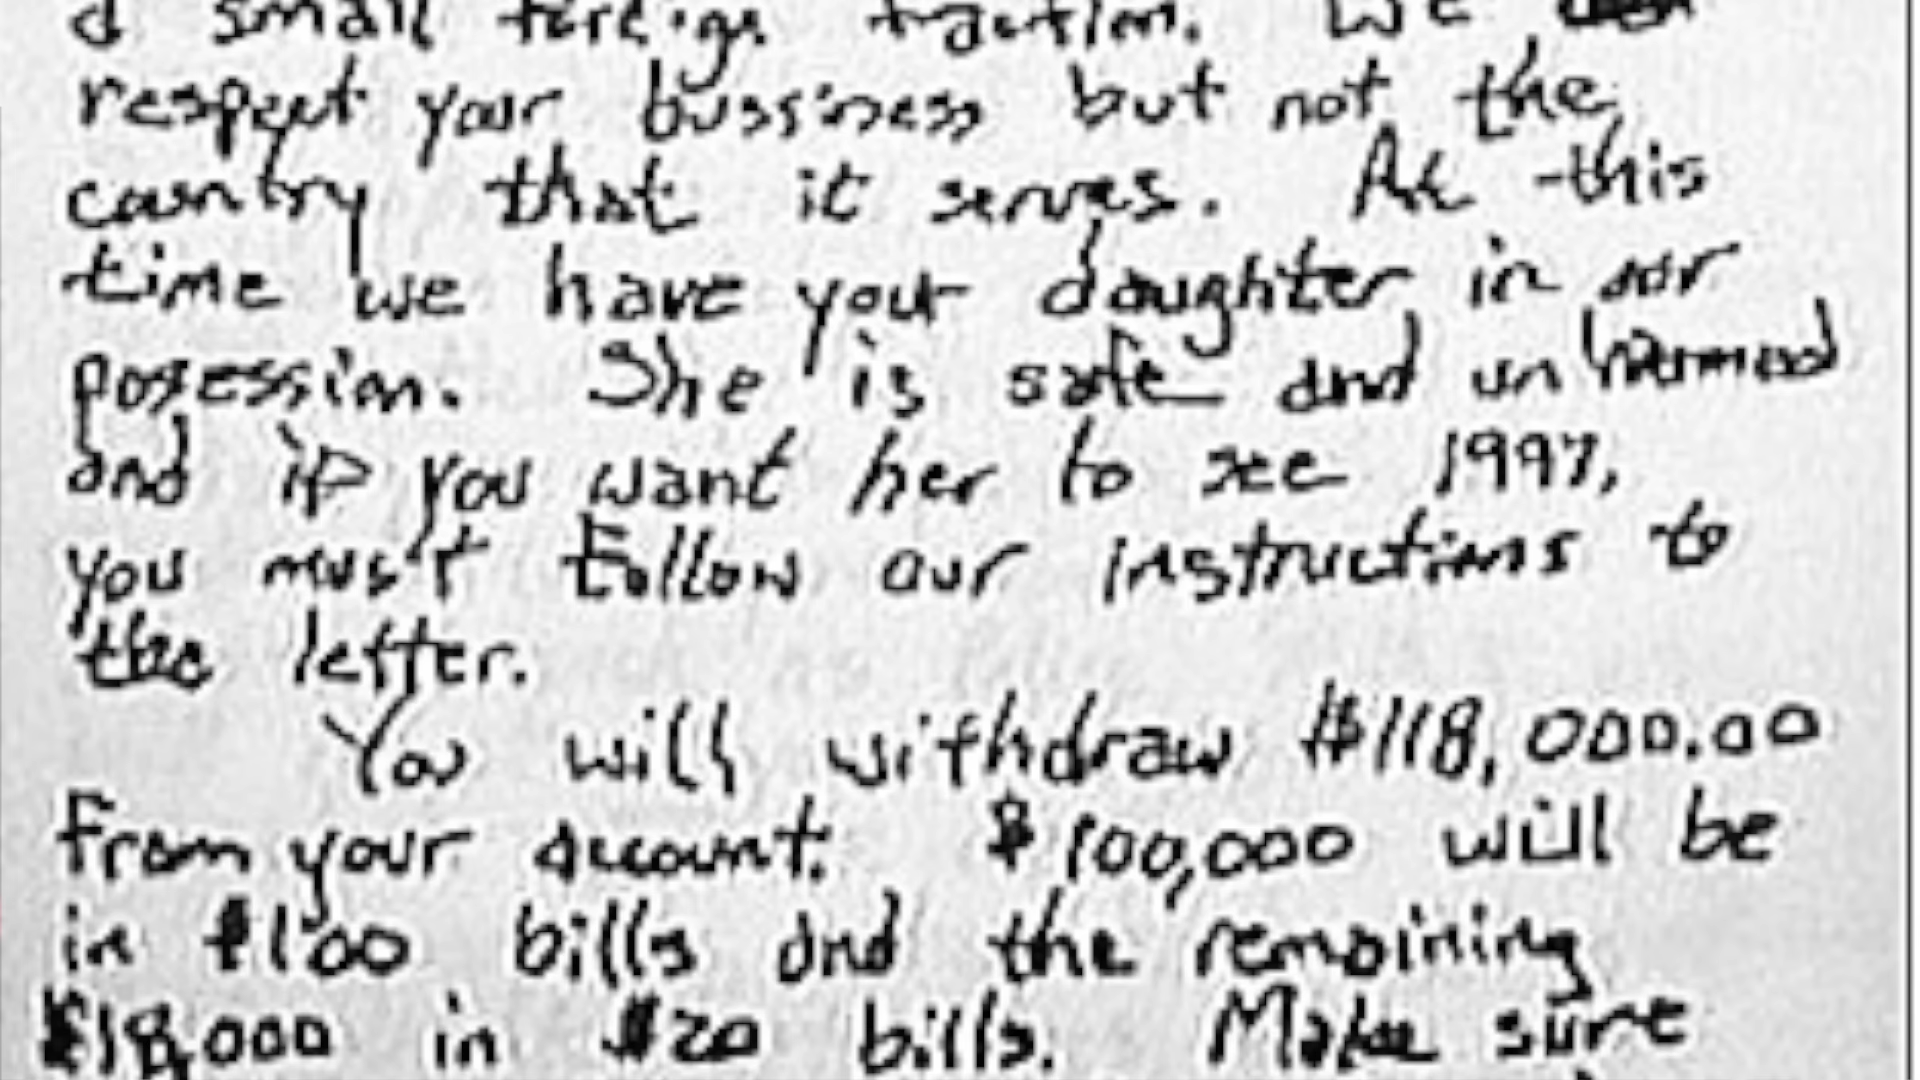 a small foreign faction. We
respect your bussiness but not the
country that it serves. At this
time we have your daughter in our
posession. She is safe and unharmed
and if you want her to see 1997,
you must follow our instructions to
the letter.
You will withdraw $118,000.00
from your account. $100,000 will be
in $100 bills and the remaining
$18,000 in $20 bills. Make sure